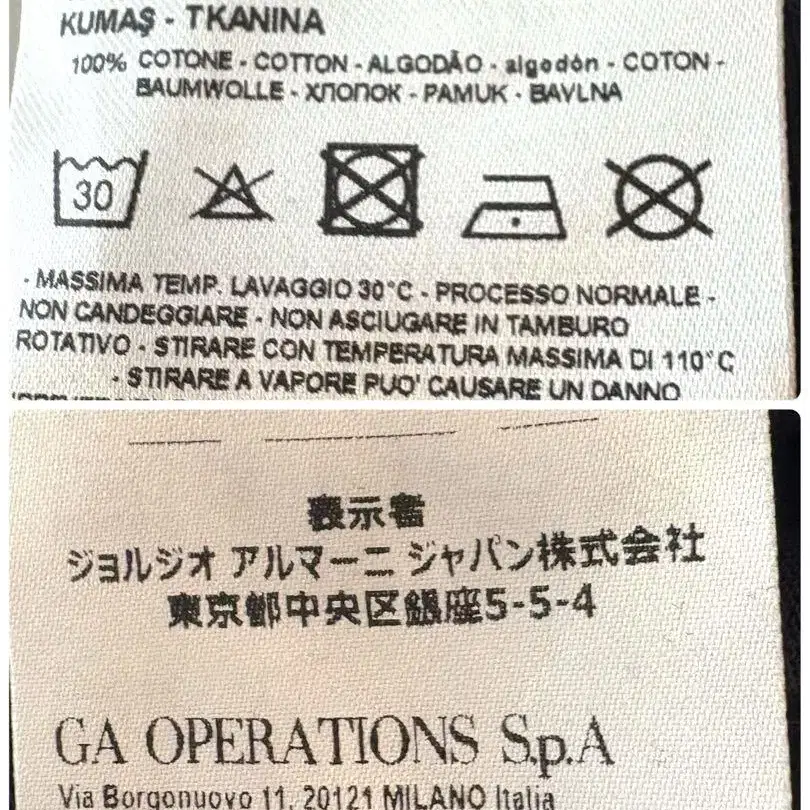 KUMAŞ - TKANINA
100% COTONE - COTTON - ALGODÃO - algodón - COTON -
BAUMWOLLE - ХЛОПОК - PAMUK - BAVLNA
30
- MASSIMA TEMP. LAVAGGIO 30°C - PROCESSO NORMALE -
NON CANDEGGIARE - NON ASCIUGARE IN TAMBURO
ROTATIVO - STIRARE CON TEMPERATURA MASSIMA DI 110°C
- STIRARE A VAPORE PUO' CAUSARE UN DANNO
表示者
ジョルジオ アルマーニ ジャパン株式会社
東京都中央区銀座5-5-4
GA OPERATIONS S.p.A
Via Borgonuovo 11, 20121 MILANO Italia